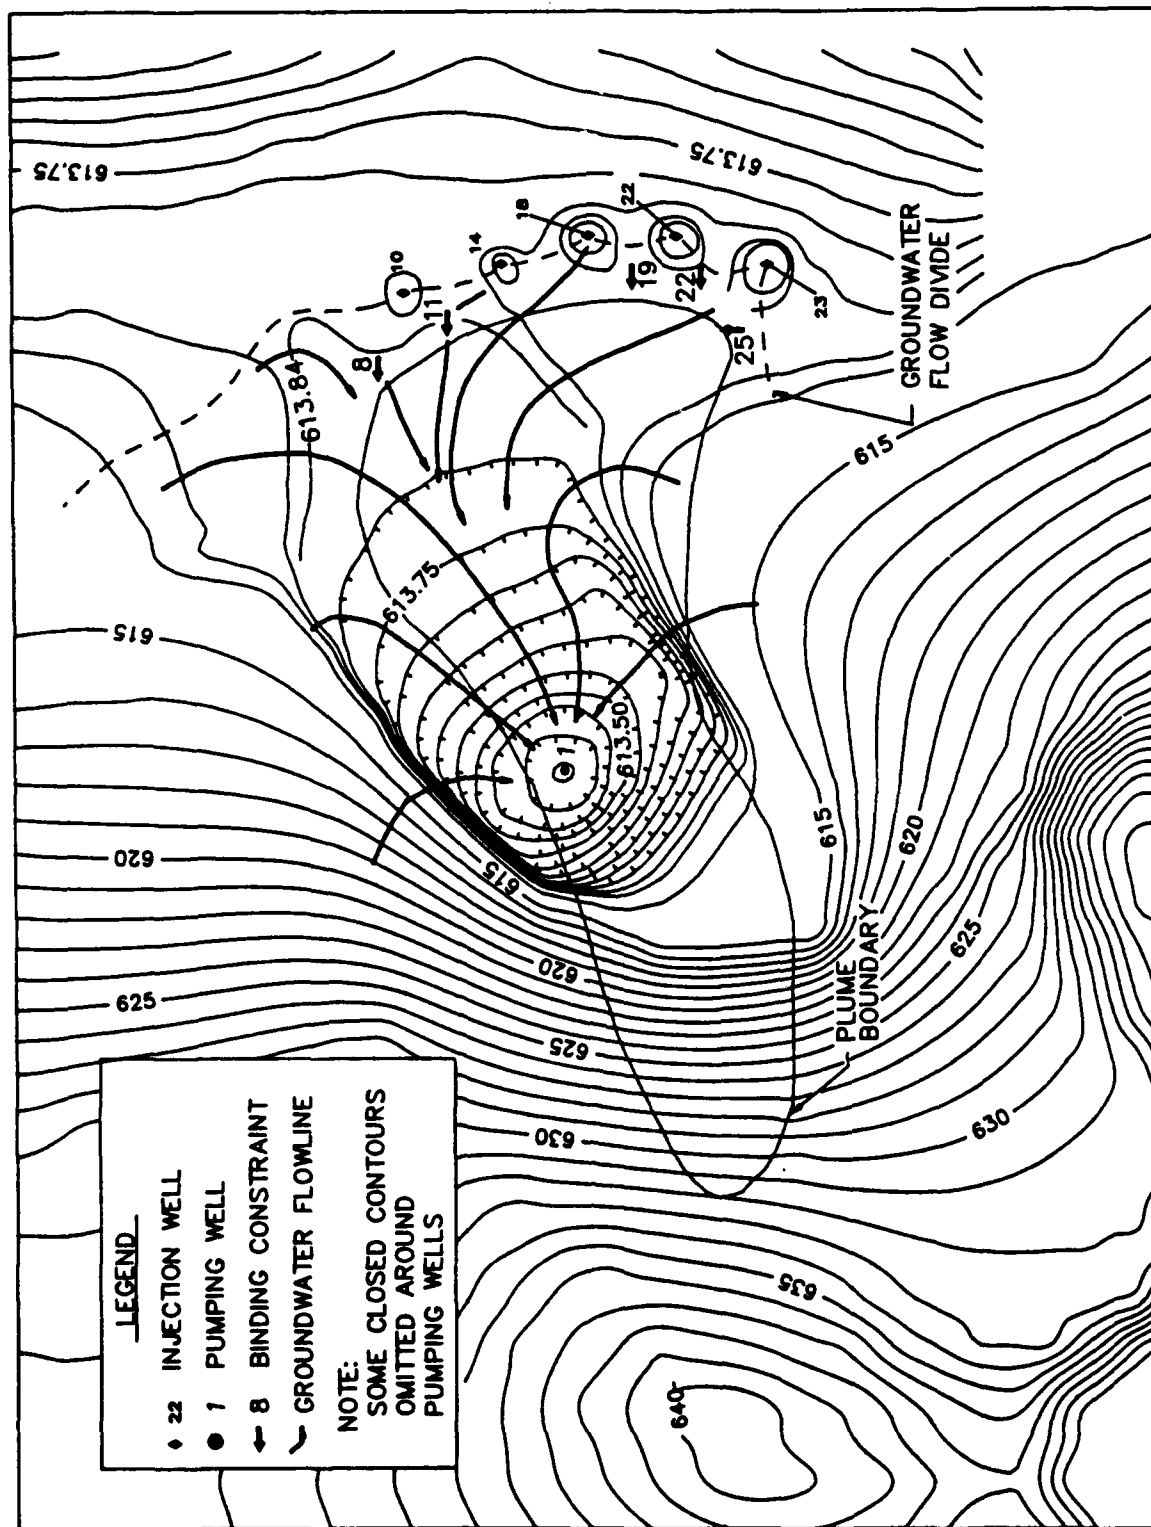 LEGEND
22 INJECTION WELL
1 PUMPING WELL
8 BINDING CONSTRAINT
GROUNDWATER FLOWLINE
NOTE:
SOME CLOSED CONTOURS
OMITTED AROUND
PUMPING WELLS
640
635
630
630
625
625
625
620
620
620
615
615
615
615
PLUME
BOUNDARY
1
613.50
613.75
613.84
8
11
10
14
18
19
22
22
23
25
GROUNDWATER
FLOW DIVIDE
613.75
613.75